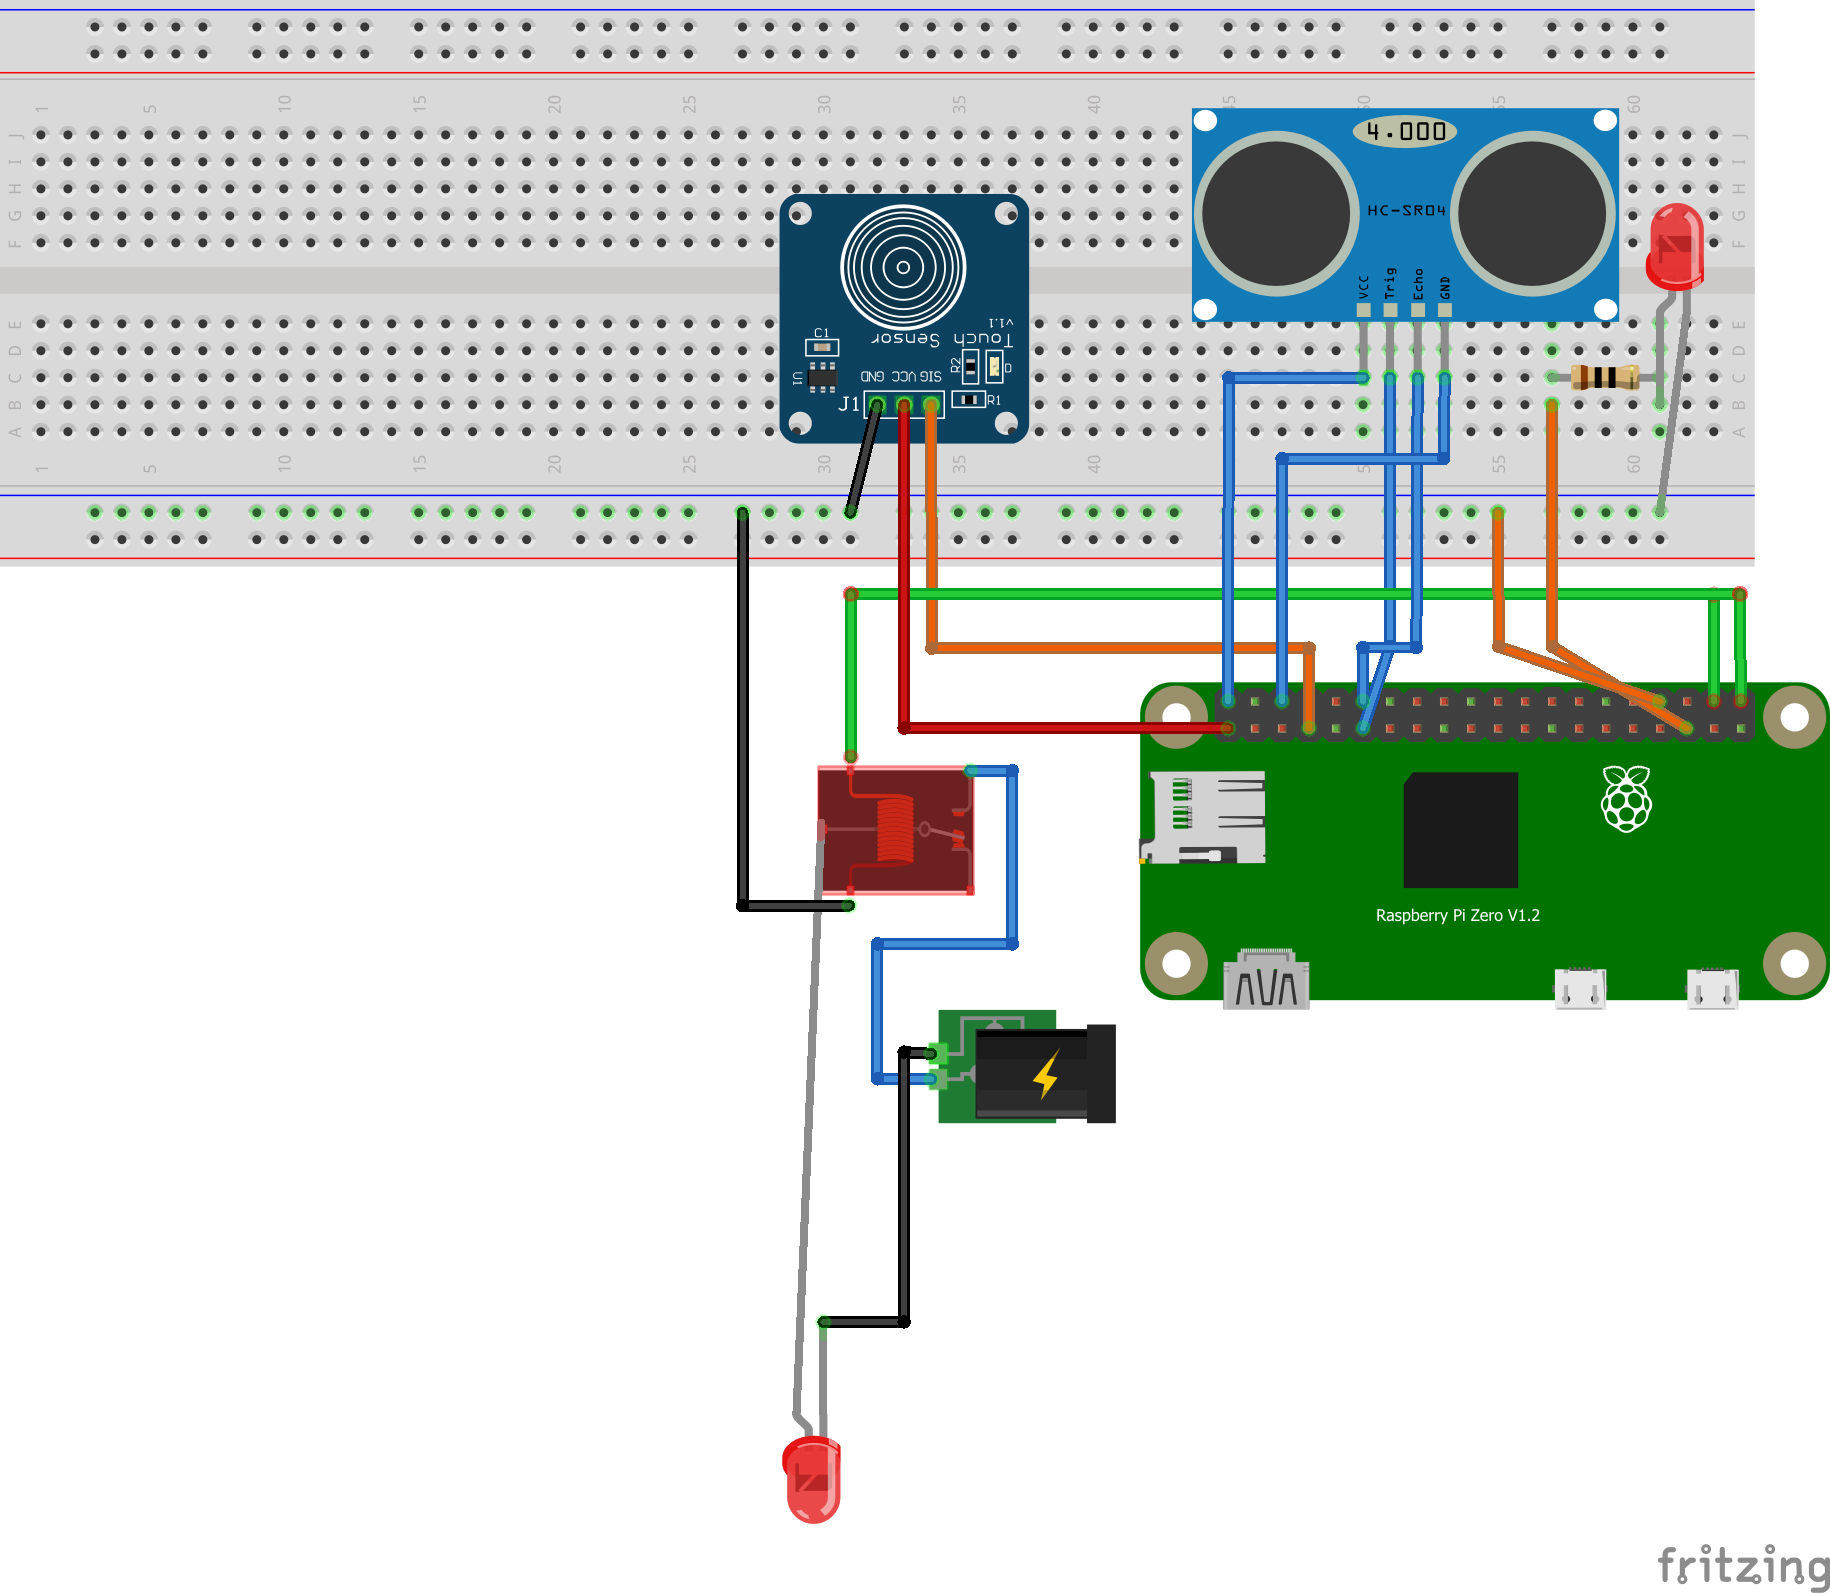 1 5 10 15 20 25 30 35 40 45 50 55 60
J J
I I
H H
G G
F F
4.000
HC-SR04
VCC Trig Echo GND
E E
D D
C C
B B
A A
v1.1
Touch
Sensor
C1
U1
R2
D
GND VCC SIG
J1
R1
1 5 10 15 20 25 30 35 40 5 55 60
Raspberry Pi Zero V1.2
fritzing